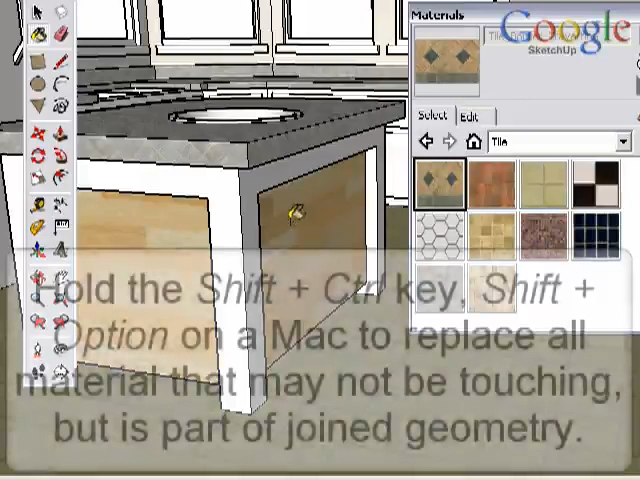 Materials
Google
SketchUp
Select
Edit
Tile
Hold the Shift + Ctrl key, Shift +
Option on a Mac to replace all
material that may not be touching,
but is part of joined geometry.